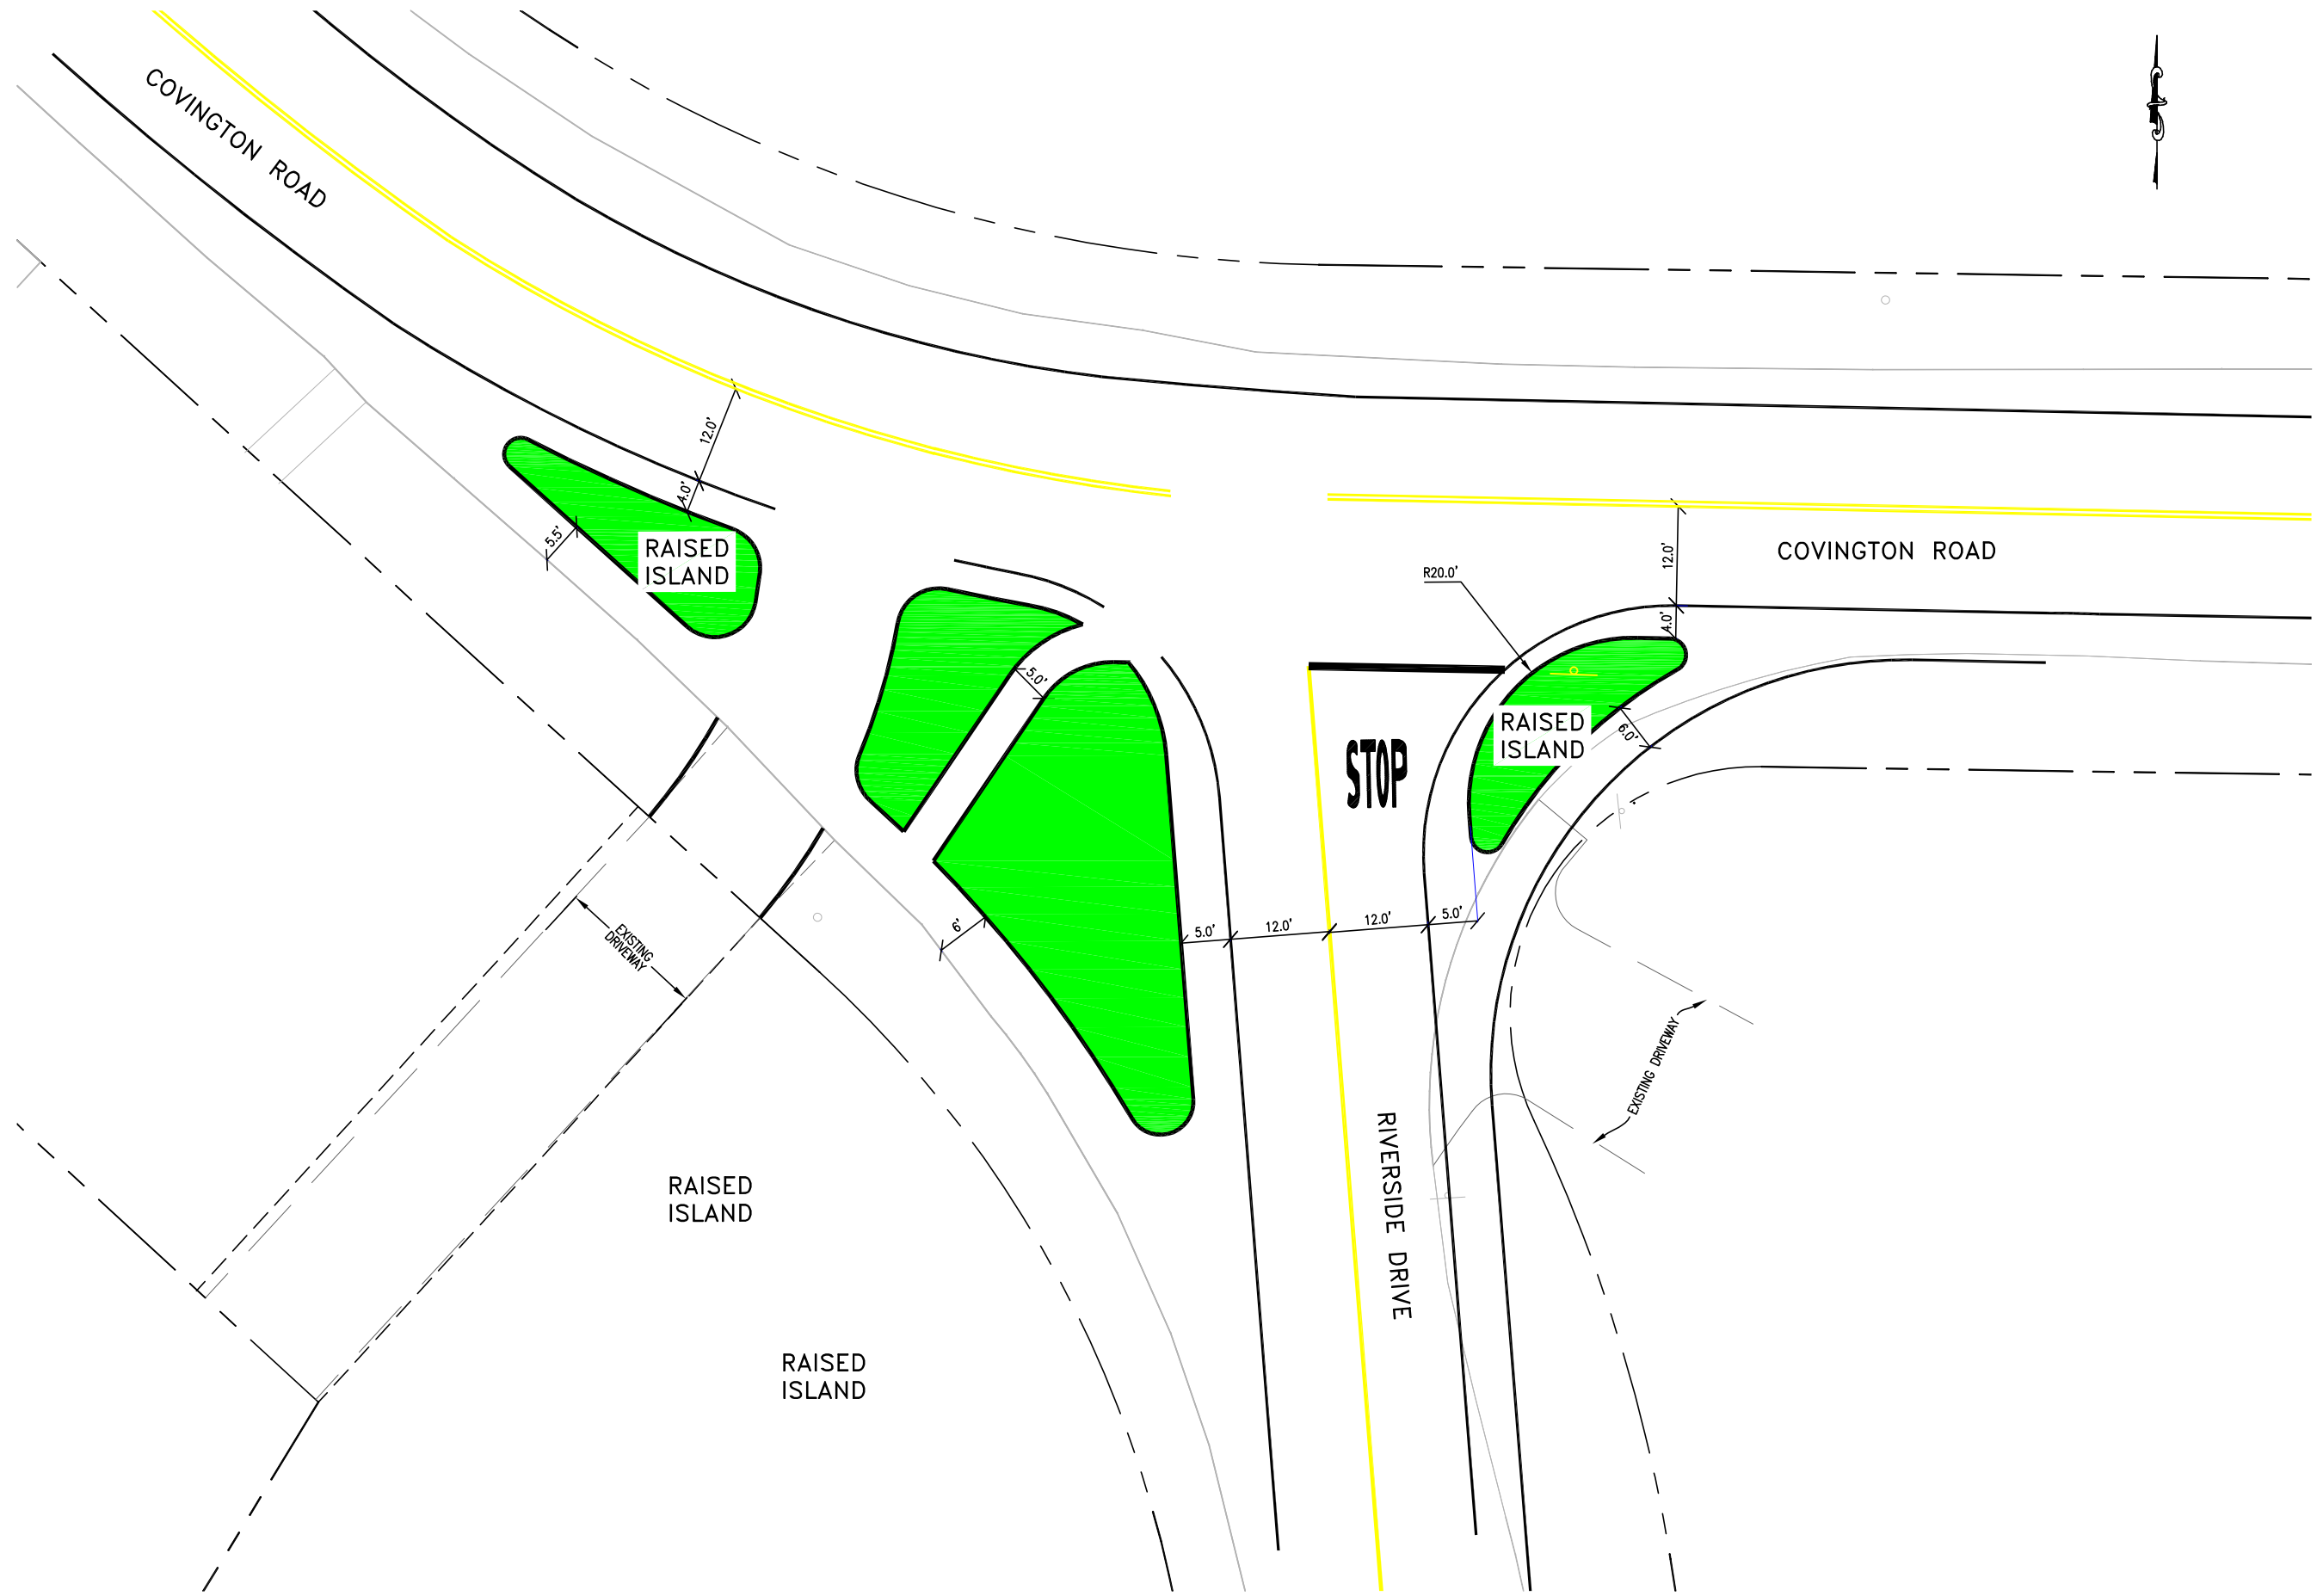 COVINGTON ROAD
12.0'
4.0'
5.5'
RAISED
ISLAND
COVINGTON ROAD
12.0'
R20.0'
4.0'
5.0'
RAISED
ISLAND
6.0'
STOP
6'
5.0'
12.0'
12.0'
5.0'
EXISTING
DRIVEWAY
EXISTING DRIVEWAY
RIVERSIDE DRIVE
RAISED
ISLAND
RAISED
ISLAND